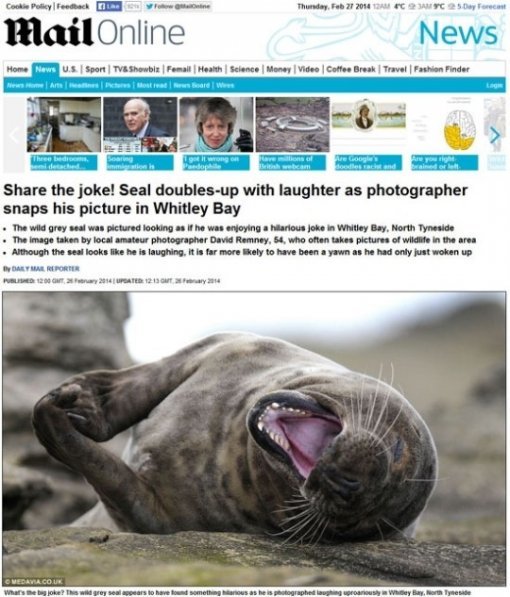 Cookie Policy | Feedback Like Follow @MailOnline Thursday, Feb 27 2014 12AM 4°C 3AM 9°C 5-Day Forecast
Mail Online News
Home News U.S. | Sport | TV&Showbiz | Femail | Health | Science | Money | Video | Coffee Break | Travel | Fashion Finder
News Home | Arts | Headlines | Pictures | Most read | News Board | Wires Login
Three bedrooms, semi-detached... Soaring immigration is I got it wrong on Paedophile Have millions of British webcam Are Google's doodles racist and Are you right-brained or left
Share the joke! Seal doubles-up with laughter as photographer
snaps his picture in Whitley Bay
• The wild grey seal was pictured looking as if he was enjoying a hilarious joke in Whitley Bay, North Tyneside
• The image taken by local amateur photographer David Remney, 54, who often takes pictures of wildlife in the area
• Although the seal looks like he is laughing, it is far more likely to have been a yawn as he had only just woken up
By DAILY MAIL REPORTER
PUBLISHED: 12:00 GMT, 26 February 2014 | UPDATED: 12:13 GMT, 26 February 2014
© MEDAVIA.CO.UK
What's the big joke? This wild grey seal appears to have found something hilarious as he is photographed laughing uproariously in Whitley Bay, North Tyneside